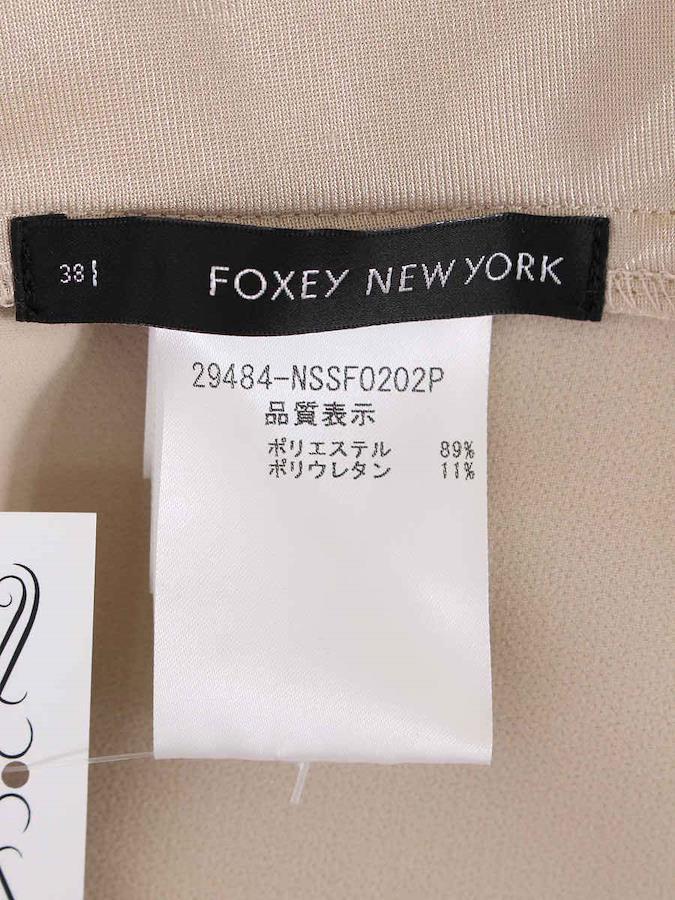 38
FOXEY NEW YORK
29484-NSSF0202P
品質表示
ポリエステル 89%
ポリウレタン 11%